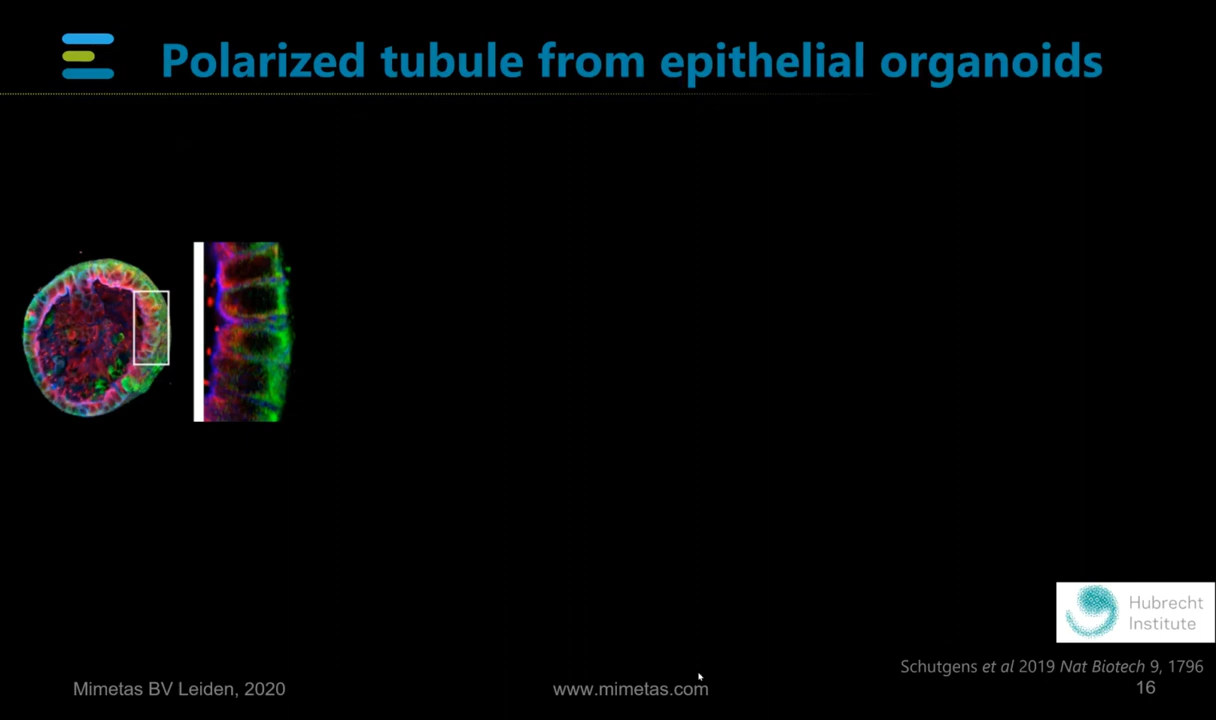 Polarized tubule from epithelial organoids
Hubrecht
Institute
Schutgens et al 2019 Nat Biotech 9, 1796
Mimetas BV Leiden, 2020
www.mimetas.com
16